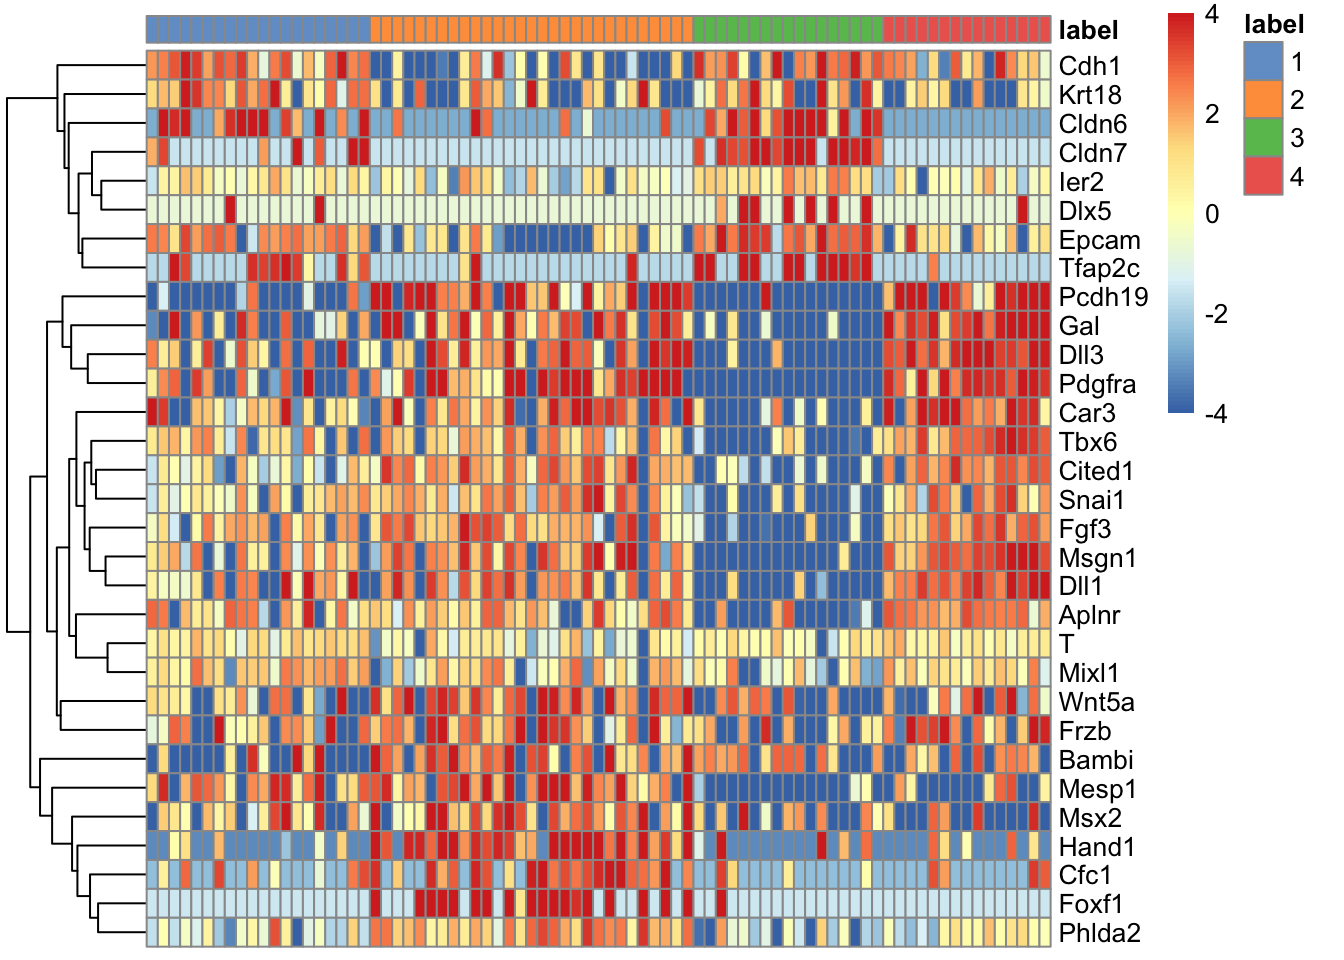 label
Cdh1
Krt18
Cldn6
Cldn7
Ier2
Dlx5
Epcam
Tfap2c
Pcdh19
Gal
Dll3
Pdgfra
Car3
Tbx6
Cited1
Snai1
Fgf3
Msgn1
Dll1
Aplnr
T
Mixl1
Wnt5a
Frzb
Bambi
Mesp1
Msx2
Hand1
Cfc1
Foxf1
Phlda2
4
2
0
-2
-4
label
1
2
3
4